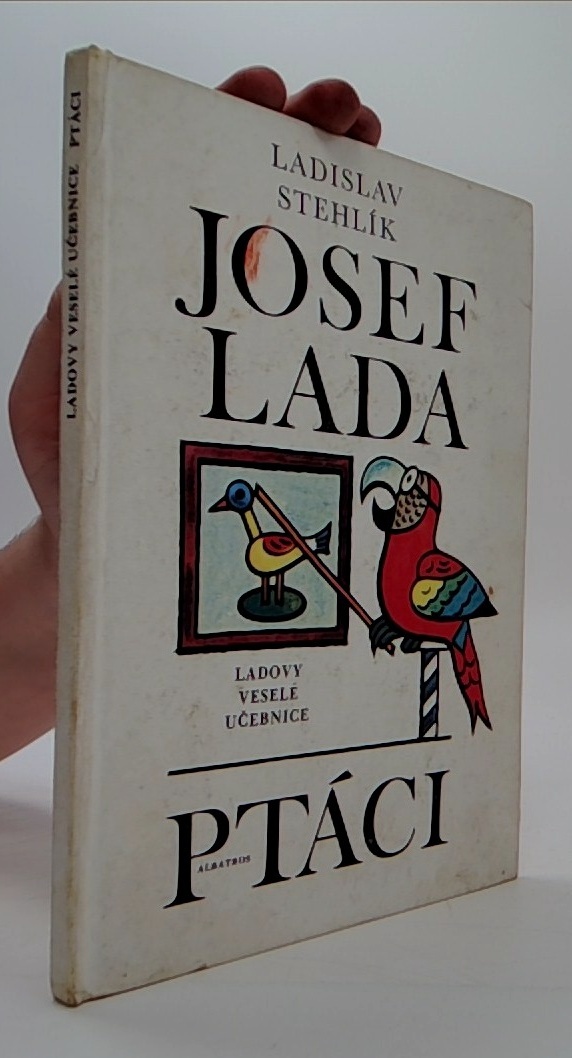 LADOVY VESELÉ UČEBNICE PTÁCI
LADISLAV
STEHLÍK
JOSEF
LADA
LADOVY
VESELÉ
UČEBNICE
PTÁCI
ALBATROS